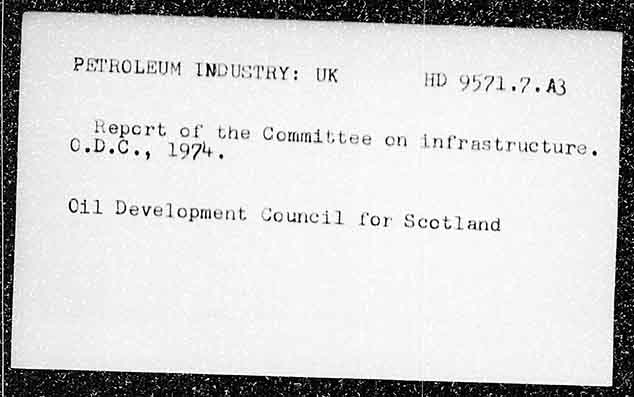 PETROLEUM INDUSTRY: UK HD 9571.7.A3
Report of the Committee on infrastructure.
O.D.C., 1974.
Oil Development Council for Scotland